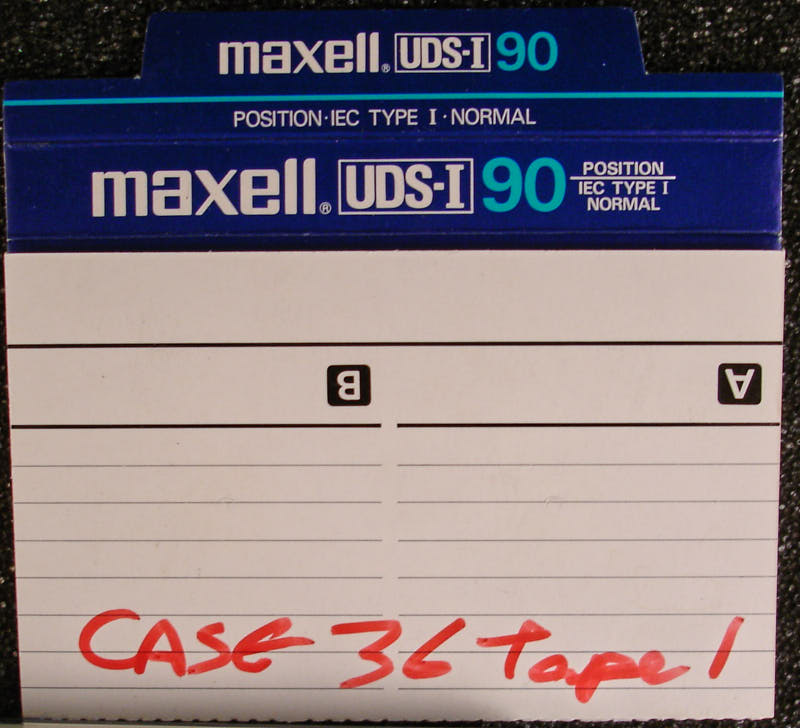 maxell® UDS-I 90
POSITION·IEC TYPE I·NORMAL
maxell® UDS-I 90 POSITION
IEC TYPE I
NORMAL
B A
CASE 36 Tape 1